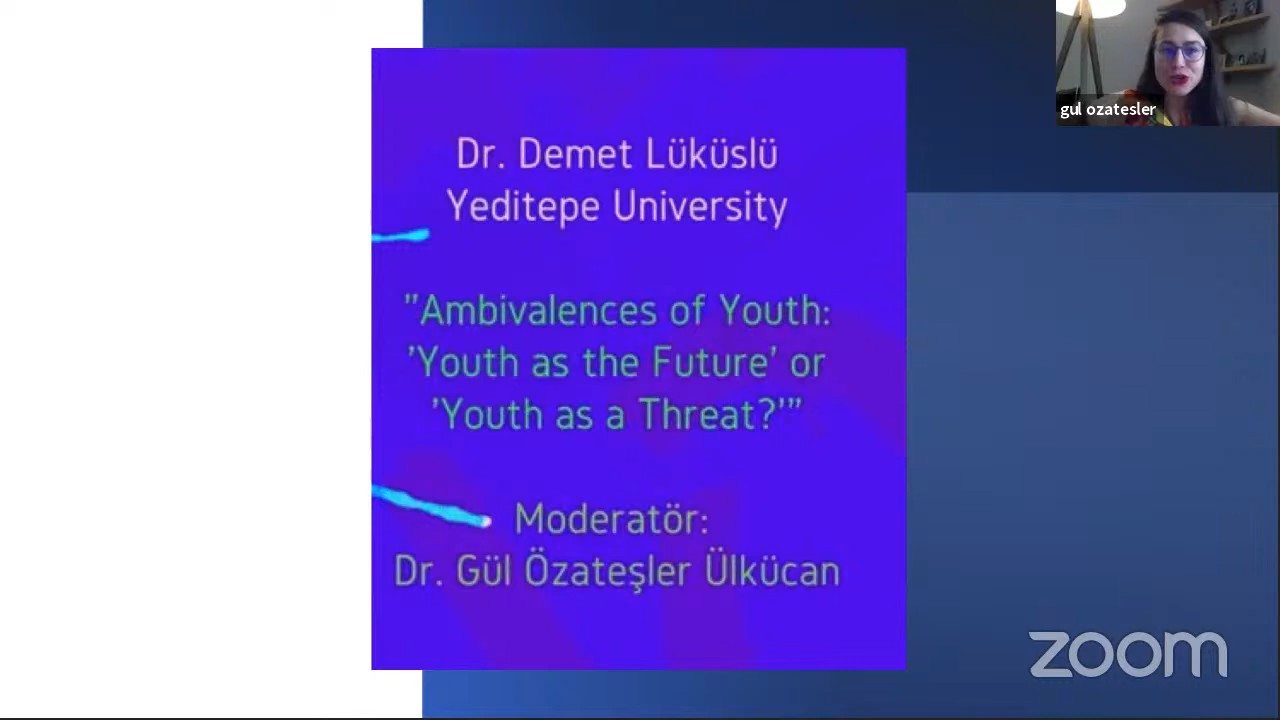 gul ozatesler
Dr. Demet Lüküslü
Yeditepe University
"Ambivalences of Youth:
'Youth as the Future' or
'Youth as a Threat?'"
Moderatör:
Dr. Gül Özateşler Ülkücan
zoom